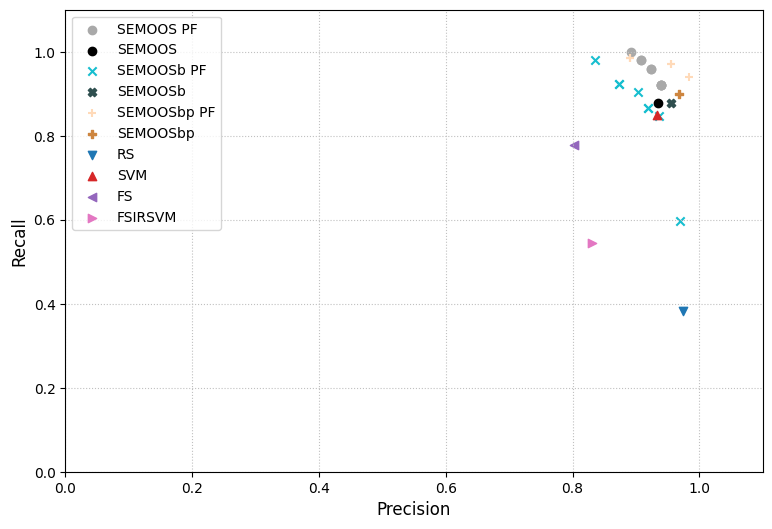 SEMOOS PF
SEMOOS
SEMOOSb PF
SEMOOSb
SEMOOSbp PF
SEMOOSbp
RS
SVM
FS
FSIRSVM
1.0
0.8
0.6
0.4
0.2
0.0
Recall
0.0 0.2 0.4 0.6 0.8 1.0
Precision